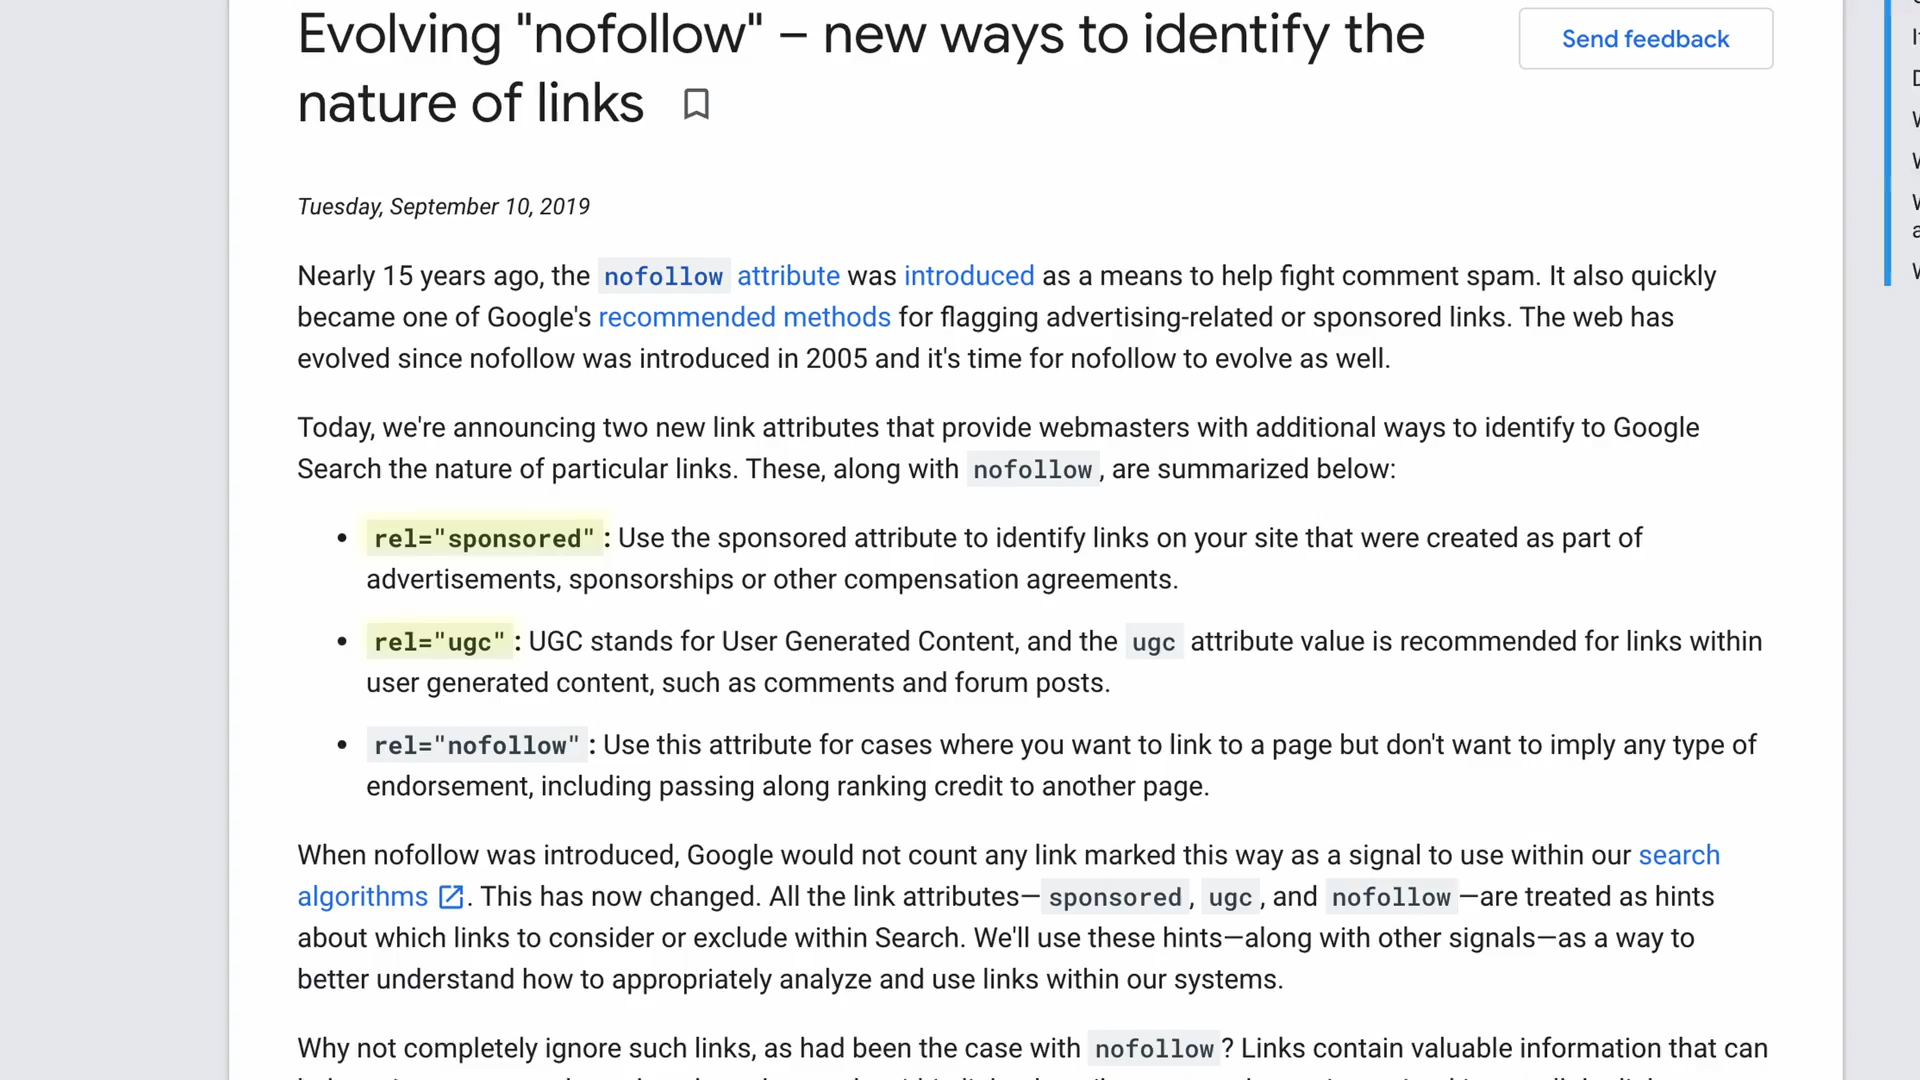 Evolving "nofollow" – new ways to identify the
nature of links
Send feedback
Tuesday, September 10, 2019
Nearly 15 years ago, the nofollow attribute was introduced as a means to help fight comment spam. It also quickly
became one of Google's recommended methods for flagging advertising-related or sponsored links. The web has
evolved since nofollow was introduced in 2005 and it's time for nofollow to evolve as well.
Today, we're announcing two new link attributes that provide webmasters with additional ways to identify to Google
Search the nature of particular links. These, along with nofollow, are summarized below:
• rel="sponsored": Use the sponsored attribute to identify links on your site that were created as part of
advertisements, sponsorships or other compensation agreements.
• rel="ugc": UGC stands for User Generated Content, and the ugc attribute value is recommended for links within
user generated content, such as comments and forum posts.
• rel="nofollow": Use this attribute for cases where you want to link to a page but don't want to imply any type of
endorsement, including passing along ranking credit to another page.
When nofollow was introduced, Google would not count any link marked this way as a signal to use within our search
algorithms. This has now changed. All the link attributes—sponsored, ugc, and nofollow—are treated as hints
about which links to consider or exclude within Search. We'll use these hints—along with other signals—as a way to
better understand how to appropriately analyze and use links within our systems.
Why not completely ignore such links, as had been the case with nofollow? Links contain valuable information that can